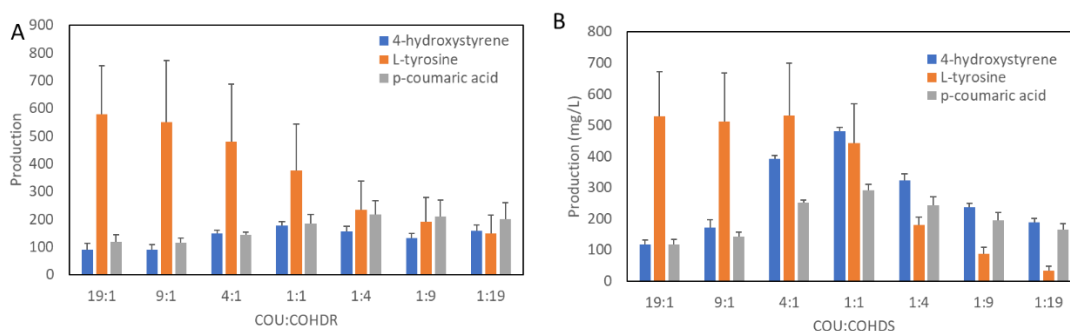 A
900
800
700
600
500
400
300
200
100
0
Production
4-hydroxystyrene
L-tyrosine
p-coumaric acid
19:1 9:1 4:1 1:1 1:4 1:9 1:19
COU:COHDR
B
800
700
600
500
400
300
200
100
0
Production (mg/L)
4-hydroxystyrene
L-tyrosine
p-coumaric acid
19:1 9:1 4:1 1:1 1:4 1:9 1:19
COU:COHDS